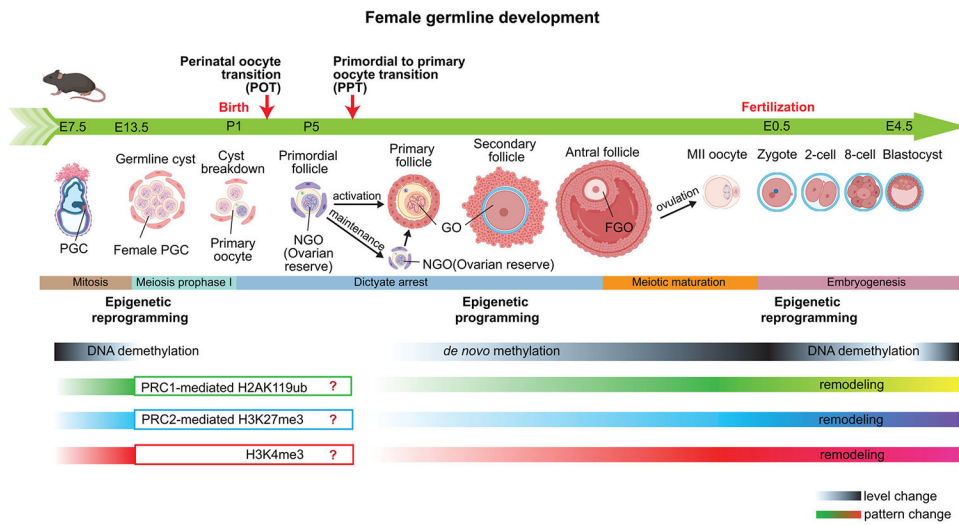 Female germline development
Perinatal oocyte
transition
(POT)
Primordial to primary
oocyte transition
(PPT)
Birth
Fertilization
E7.5
E13.5
P1
P5
E0.5
E4.5
Germline cyst
Cyst
breakdown
Primordial
follicle
Primary
follicle
Secondary
follicle
Antral follicle
MII oocyte
Zygote
2-cell
8-cell
Blastocyst
activation
maintenance
ovulation
PGC
Female PGC
Primary
oocyte
NGO
(Ovarian
reserve)
GO
FGO
NGO(Ovarian reserve)
Mitosis
Meiosis prophase I
Dictyate arrest
Meiotic maturation
Embryogenesis
Epigenetic
reprogramming
Epigenetic
programming
Epigenetic
reprogramming
DNA demethylation
de novo methylation
DNA demethylation
PRC1-mediated H2AK119ub ?
remodeling
PRC2-mediated H3K27me3 ?
remodeling
H3K4me3 ?
remodeling
level change
pattern change